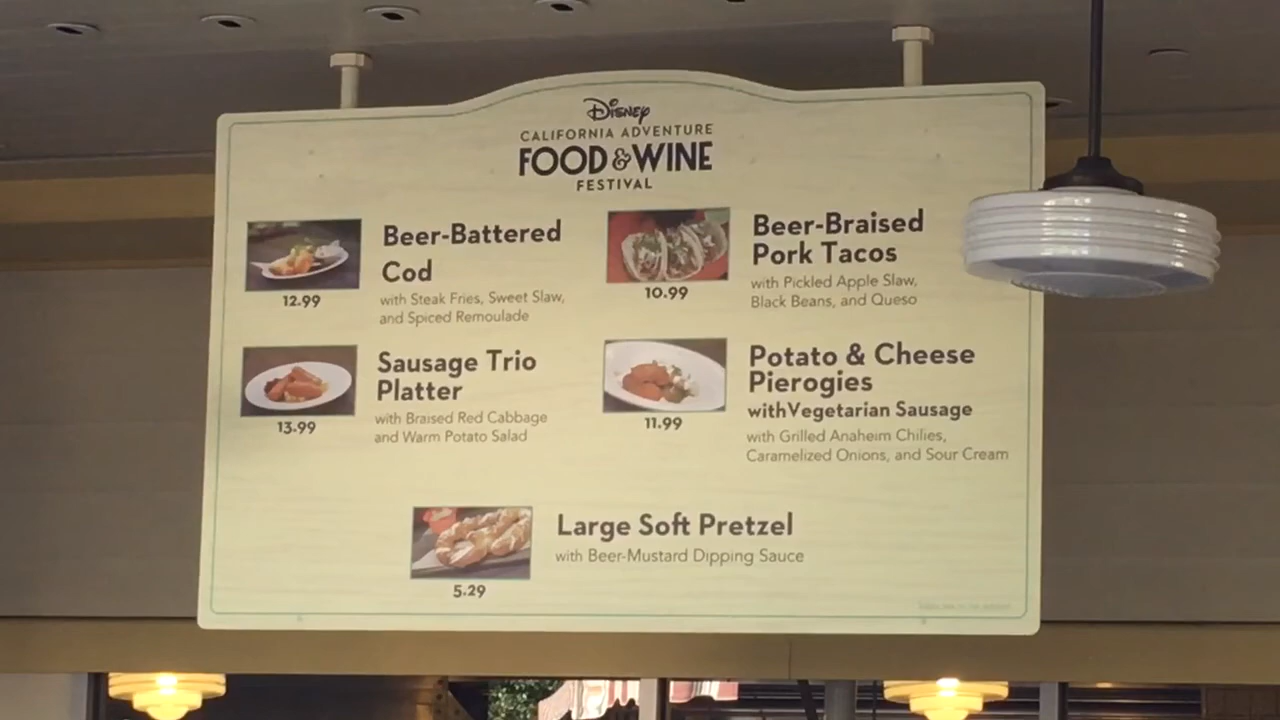 Disney
CALIFORNIA ADVENTURE
FOOD & WINE
FESTIVAL
Beer-Battered
Cod
with Steak Fries, Sweet Slaw,
and Spiced Remoulade
12.99
Beer-Braised
Pork Tacos
with Pickled Apple Slaw,
Black Beans, and Queso
10.99
Sausage Trio
Platter
with Braised Red Cabbage
and Warm Potato Salad
13.99
Potato & Cheese
Pierogies
withVegetarian Sausage
with Grilled Anaheim Chilies,
Caramelized Onions, and Sour Cream
11.99
Large Soft Pretzel
with Beer-Mustard Dipping Sauce
5.29